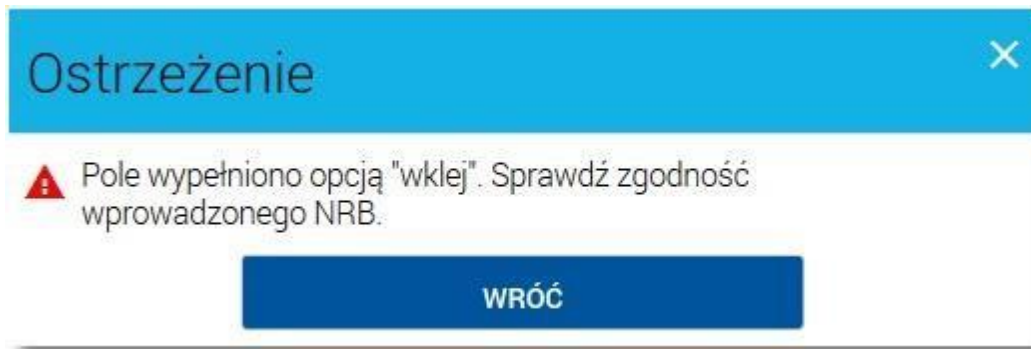 Ostrzeżenie
Pole wypełniono opcją "wklej". Sprawdź zgodność
wprowadzonego NRB.
WRÓĆ